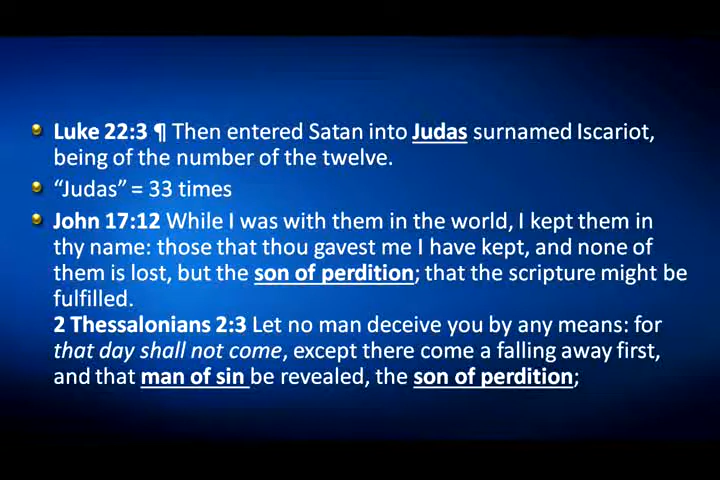 Luke 22:3 ¶ Then entered Satan into Judas surnamed Iscariot,
being of the number of the twelve.
“Judas” = 33 times
John 17:12 While I was with them in the world, I kept them in
thy name: those that thou gavest me I have kept, and none of
them is lost, but the son of perdition; that the scripture might be
fulfilled.
2 Thessalonians 2:3 Let no man deceive you by any means: for
that day shall not come, except there come a falling away first,
and that man of sin be revealed, the son of perdition;